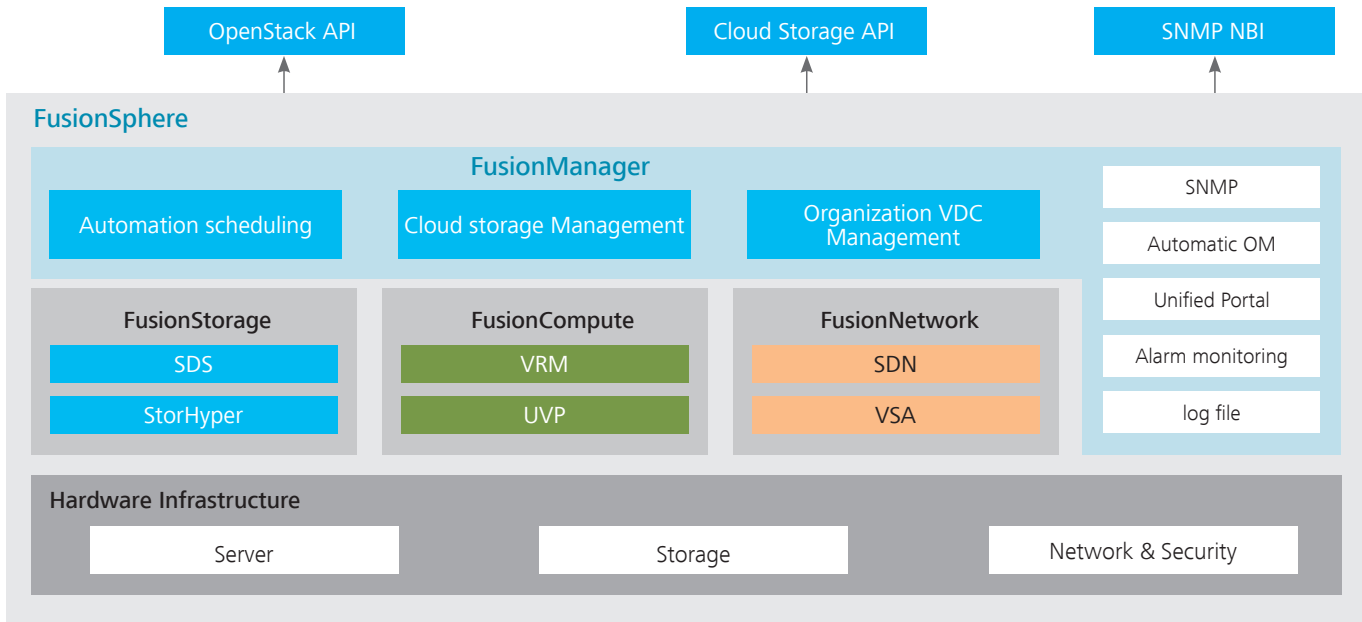 OpenStack API
Cloud Storage API
SNMP NBI
FusionSphere
FusionManager
Automation scheduling
Cloud storage Management
Organization VDC
Management
SNMP
Automatic OM
Unified Portal
Alarm monitoring
log file
FusionStorage
SDS
StorHyper
FusionCompute
VRM
UVP
FusionNetwork
SDN
VSA
Hardware Infrastructure
Server
Storage
Network & Security